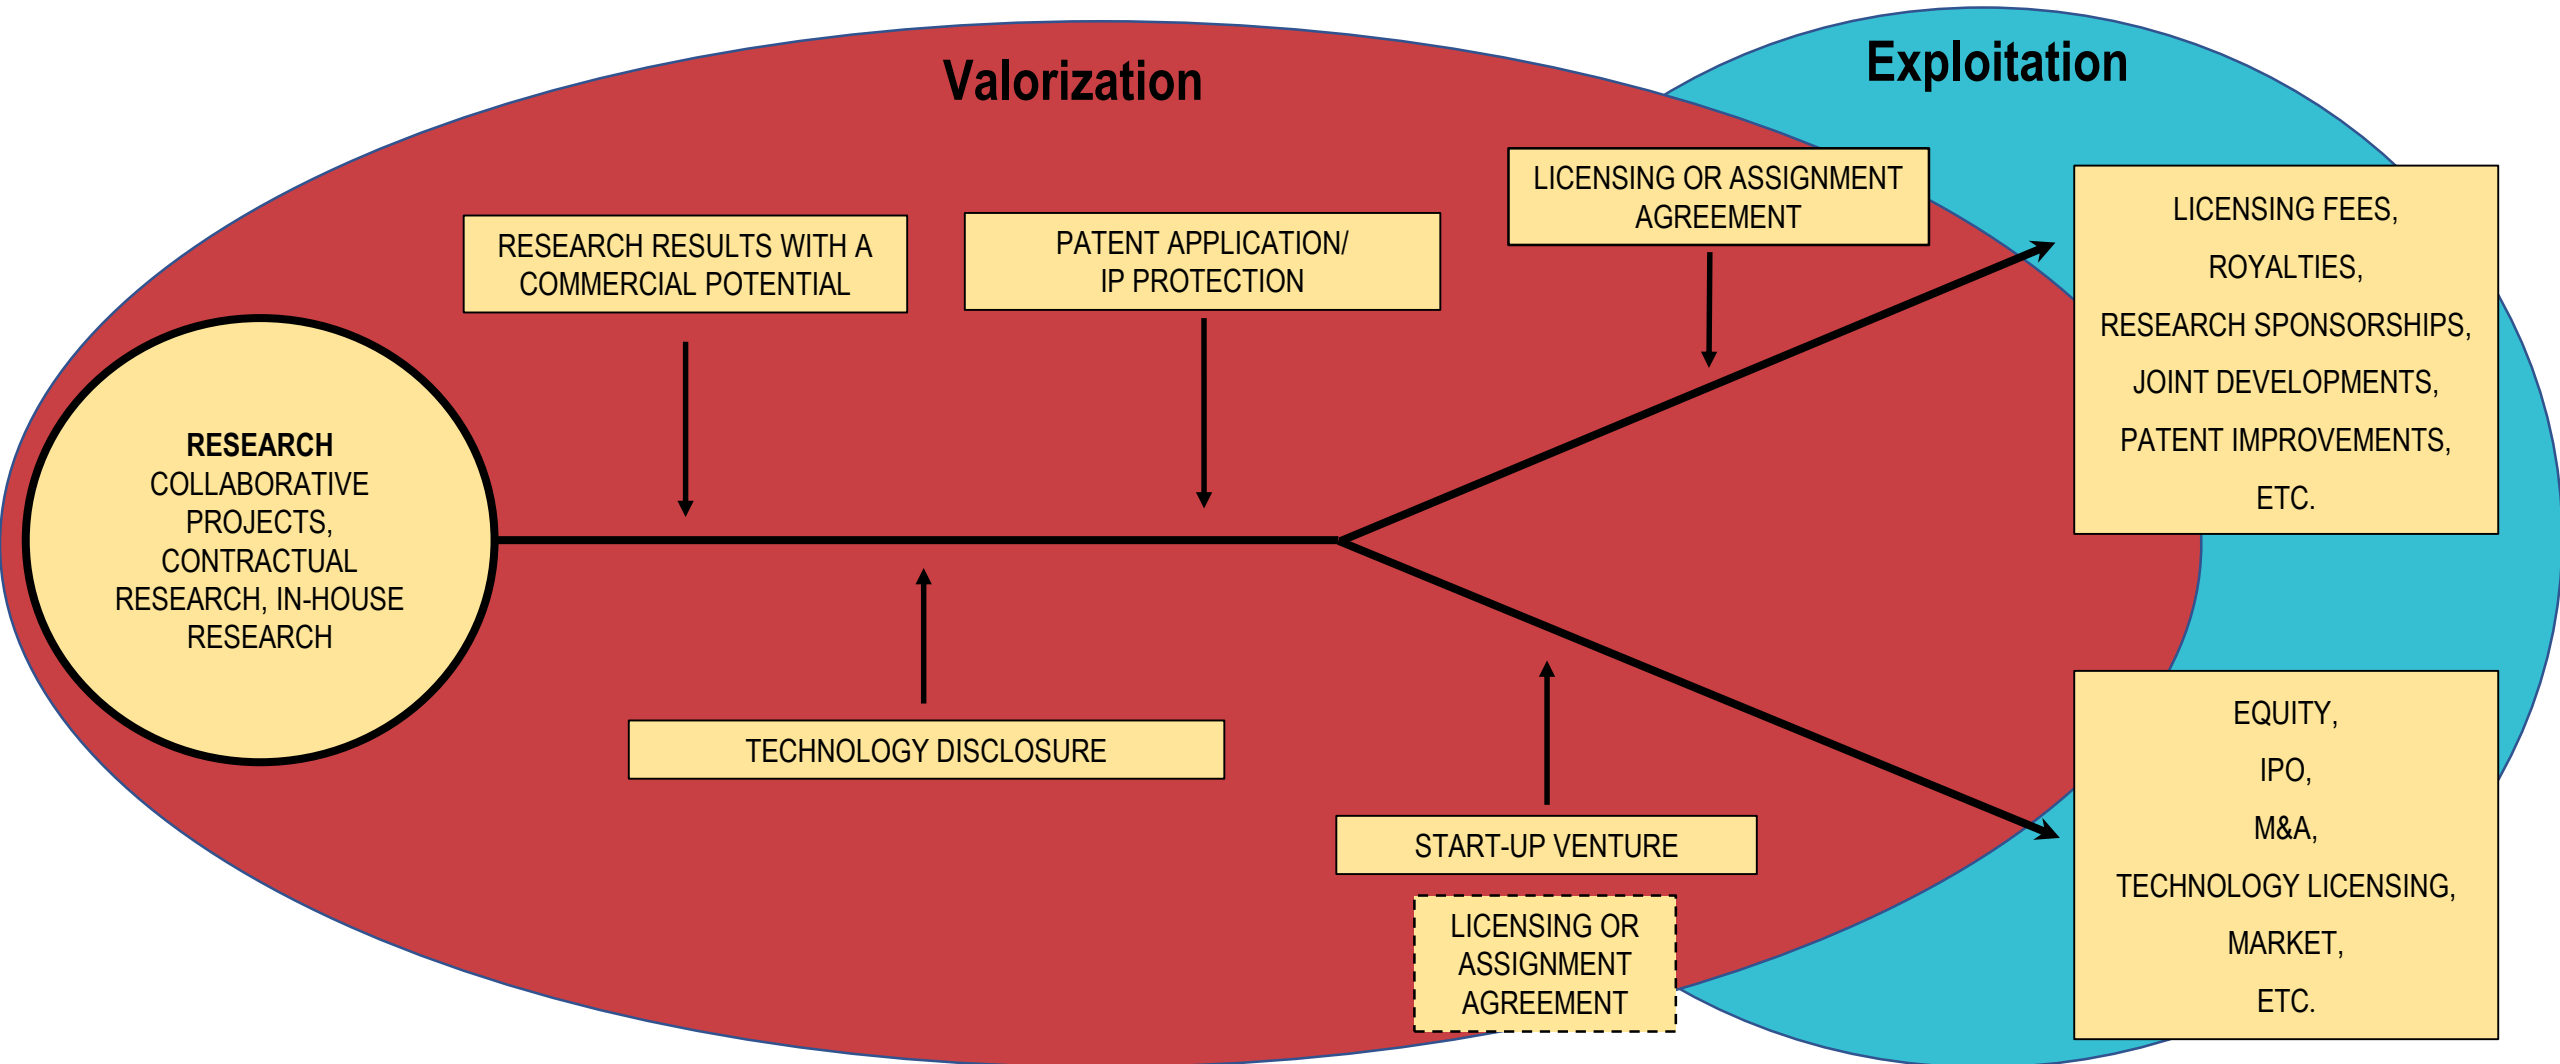 Valorization
Exploitation
LICENSING OR ASSIGNMENT
AGREEMENT
RESEARCH RESULTS WITH A
COMMERCIAL POTENTIAL
PATENT APPLICATION/
IP PROTECTION
LICENSING FEES,
ROYALTIES,
RESEARCH SPONSORSHIPS,
JOINT DEVELOPMENTS,
PATENT IMPROVEMENTS,
ETC.
RESEARCH
COLLABORATIVE
PROJECTS,
CONTRACTUAL
RESEARCH, IN-HOUSE
RESEARCH
TECHNOLOGY DISCLOSURE
START-UP VENTURE
LICENSING OR
ASSIGNMENT
AGREEMENT
EQUITY,
IPO,
M&A,
TECHNOLOGY LICENSING,
MARKET,
ETC.